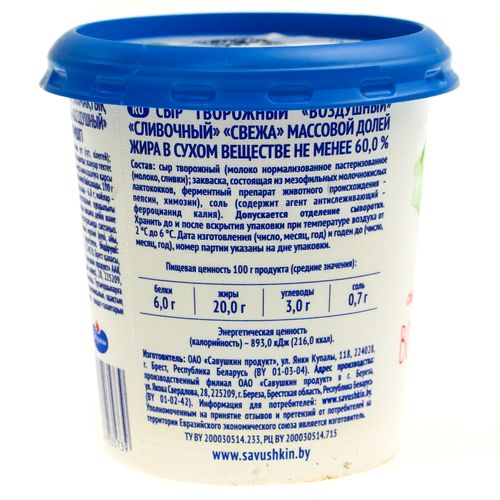 RU СЫР ТВОРОЖНЫЙ "ВОЗДУШНЫЙ"
"СЛИВОЧНЫЙ" "СВЕЖА" МАССОВОЙ ДОЛЕЙ
ЖИРА В СУХОМ ВЕЩЕСТВЕ НЕ МЕНЕЕ 60,0 %
Состав: сыр творожный (молоко нормализованное пастеризованное
(молоко, сливки); закваска, состоящая из мезофильных молочнокислых
лактококков, ферментный препарат животного происхождения -
пепсин, химозин), соль (содержит агент антислеживающий -
ферроцианид калия). Допускается отделение сыворотки.
Хранить до и после вскрытия упаковки при температуре воздуха от
2 °С до 6 °С. Дата изготовления (число, месяц, год) и годен до (число,
месяц, год), номер партии указаны на дне упаковки.
Пищевая ценность 100 г продукта (средние значения):
белки жиры углеводы соль
6,0 г 20,0 г 3,0 г 0,7 г
Энергетическая ценность
(калорийность) – 893,0 кДж (216,0 ккал).
Изготовитель: ОАО «Савушкин продукт», ул. Янки Купалы, 118, 224028,
г. Брест, Республика Беларусь (BY 01-03-04). Адрес производства:
производственный филиал ОАО "Савушкин продукт" в г. Береза,
ул. Якова Свердлова, 28, 225209, г. Береза, Брестская область, Республика Беларусь
(BY 01-02-42). Информация для потребителей: www.savushkin.by.
Уполномоченным на принятие отзывов и претензий от потребителей на
территории Евразийского экономического союза является изготовитель.
ТУ BY 200030514.233, РЦ BY 200030514.715
www.savushkin.by